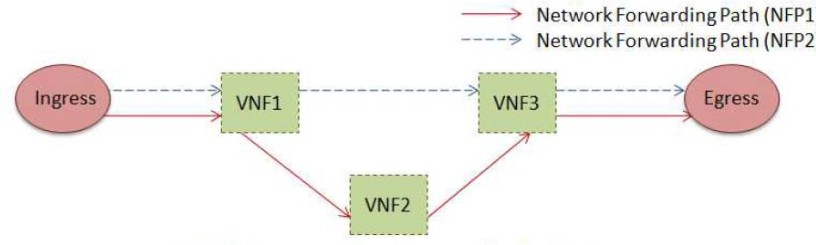 Network Forwarding Path (NFP1
Network Forwarding Path (NFP2
Ingress
VNF1
VNF3
Egress
VNF2